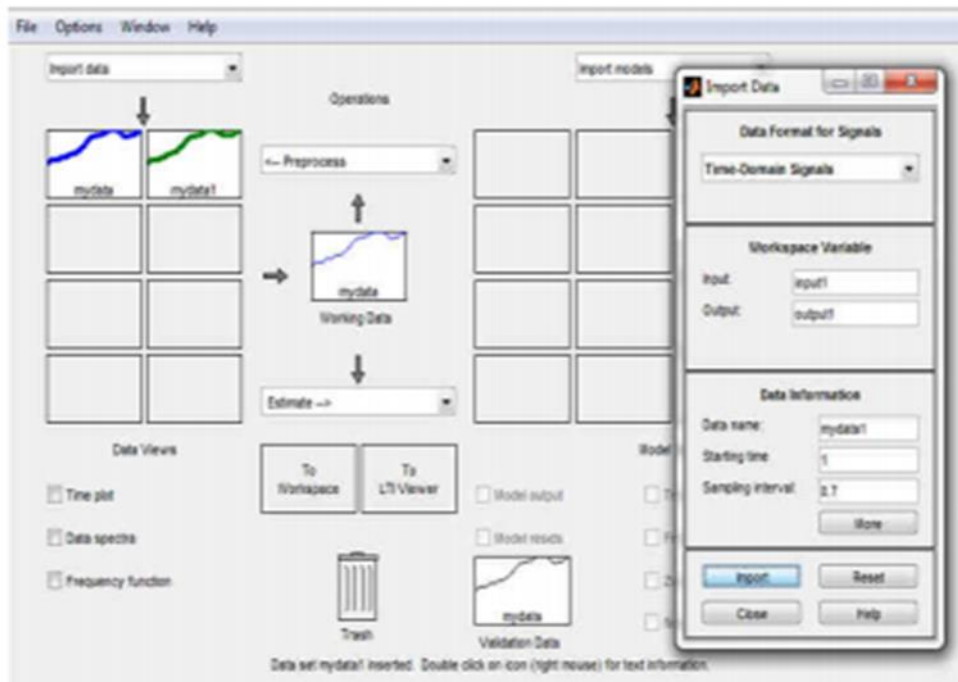 File Options Window Help
Import data
Import models
Operations
mydata
mydata1
<-- Preprocess
mydata
Working Data
Estimate -->
Data Views
Model
To Workspace
To LTI Viewer
Time plot
Data spectra
Frequency function
Model output
Model resids
Trash
mydata
Validation Data
Data set mydata1 inserted. Double click on icon (right mouse) for text information.
Import Data
Data Format for Signals
Time-Domain Signals
Workspace Variable
Input: input1
Output: output1
Data Information
Data name: mydata1
Starting time 1
Sampling interval: 0.7
More
Import Reset
Close Help